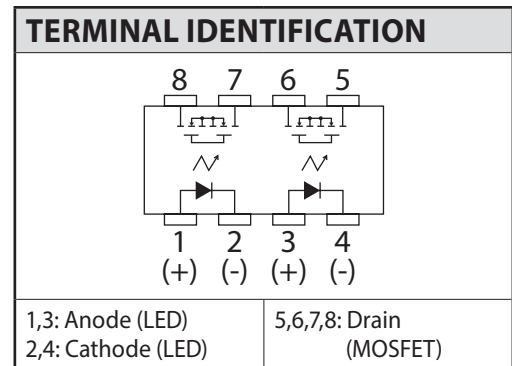 TERMINAL IDENTIFICATION
8 7 6 5
1 2 3 4
(+) (-) (+) (-)
1,3: Anode (LED)
2,4: Cathode (LED)
5,6,7,8: Drain
(MOSFET)